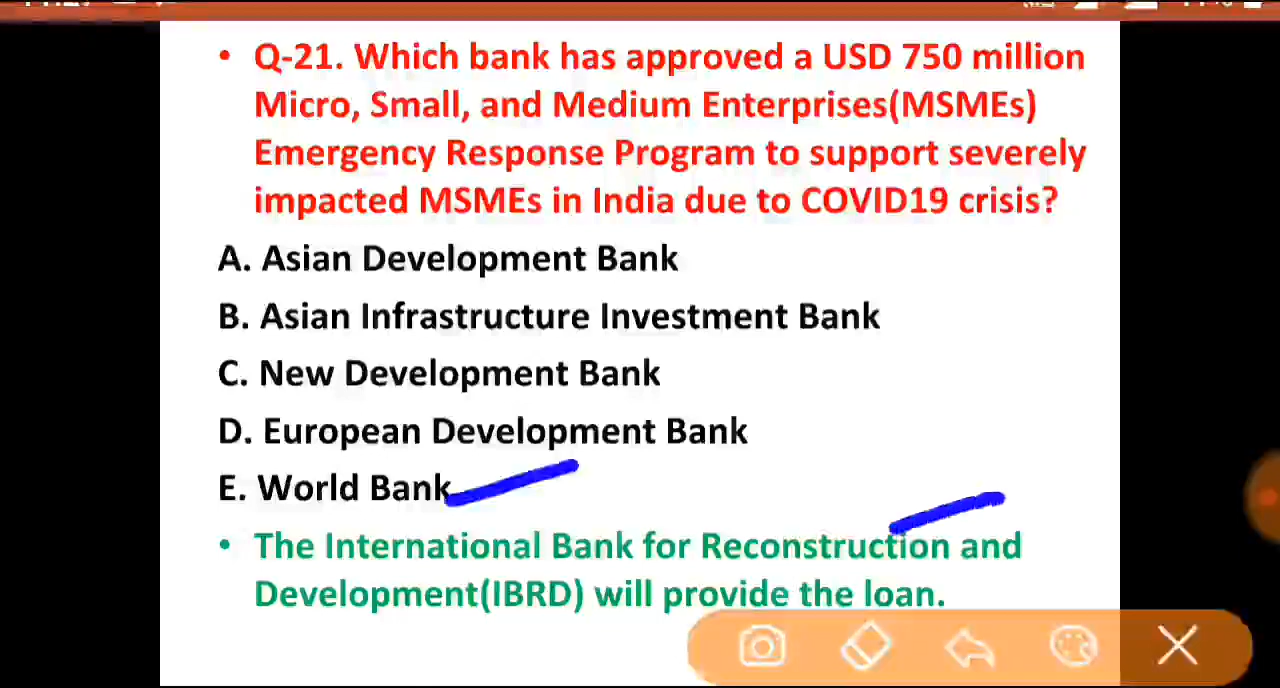 • Q-21. Which bank has approved a USD 750 million
Micro, Small, and Medium Enterprises(MSMEs)
Emergency Response Program to support severely
impacted MSMEs in India due to COVID19 crisis?
A. Asian Development Bank
B. Asian Infrastructure Investment Bank
C. New Development Bank
D. European Development Bank
E. World Bank
• The International Bank for Reconstruction and
Development(IBRD) will provide the loan.